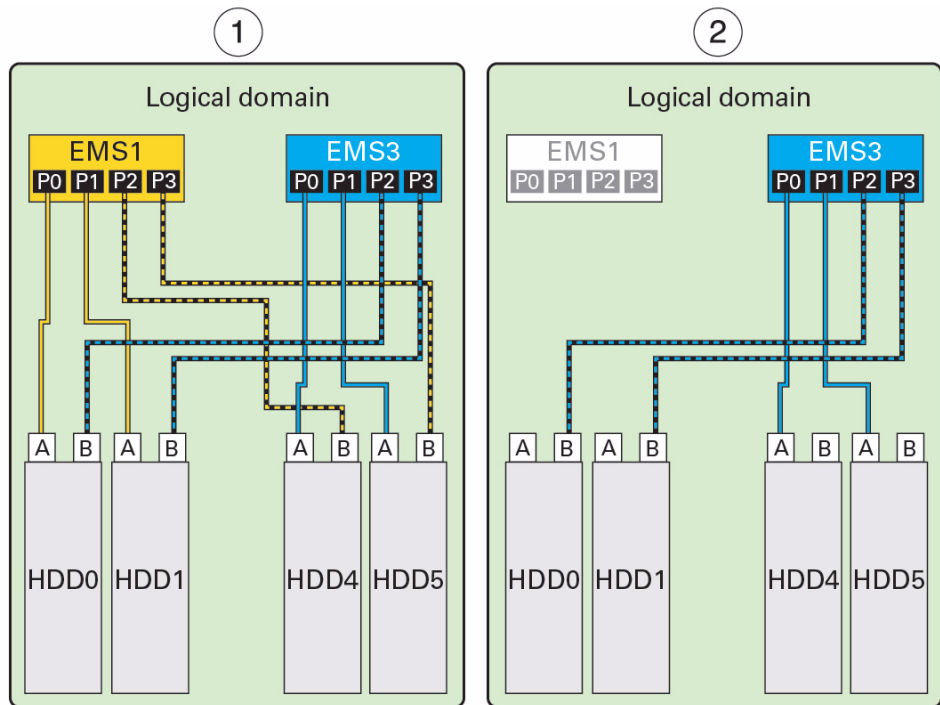 1
Logical domain
EMS1
P0 P1 P2 P3
EMS3
P0 P1 P2 P3
A B A B
A B A B
HDD0 HDD1
HDD4 HDD5
2
Logical domain
EMS1
P0 P1 P2 P3
EMS3
P0 P1 P2 P3
A B A B
A B A B
HDD0 HDD1
HDD4 HDD5